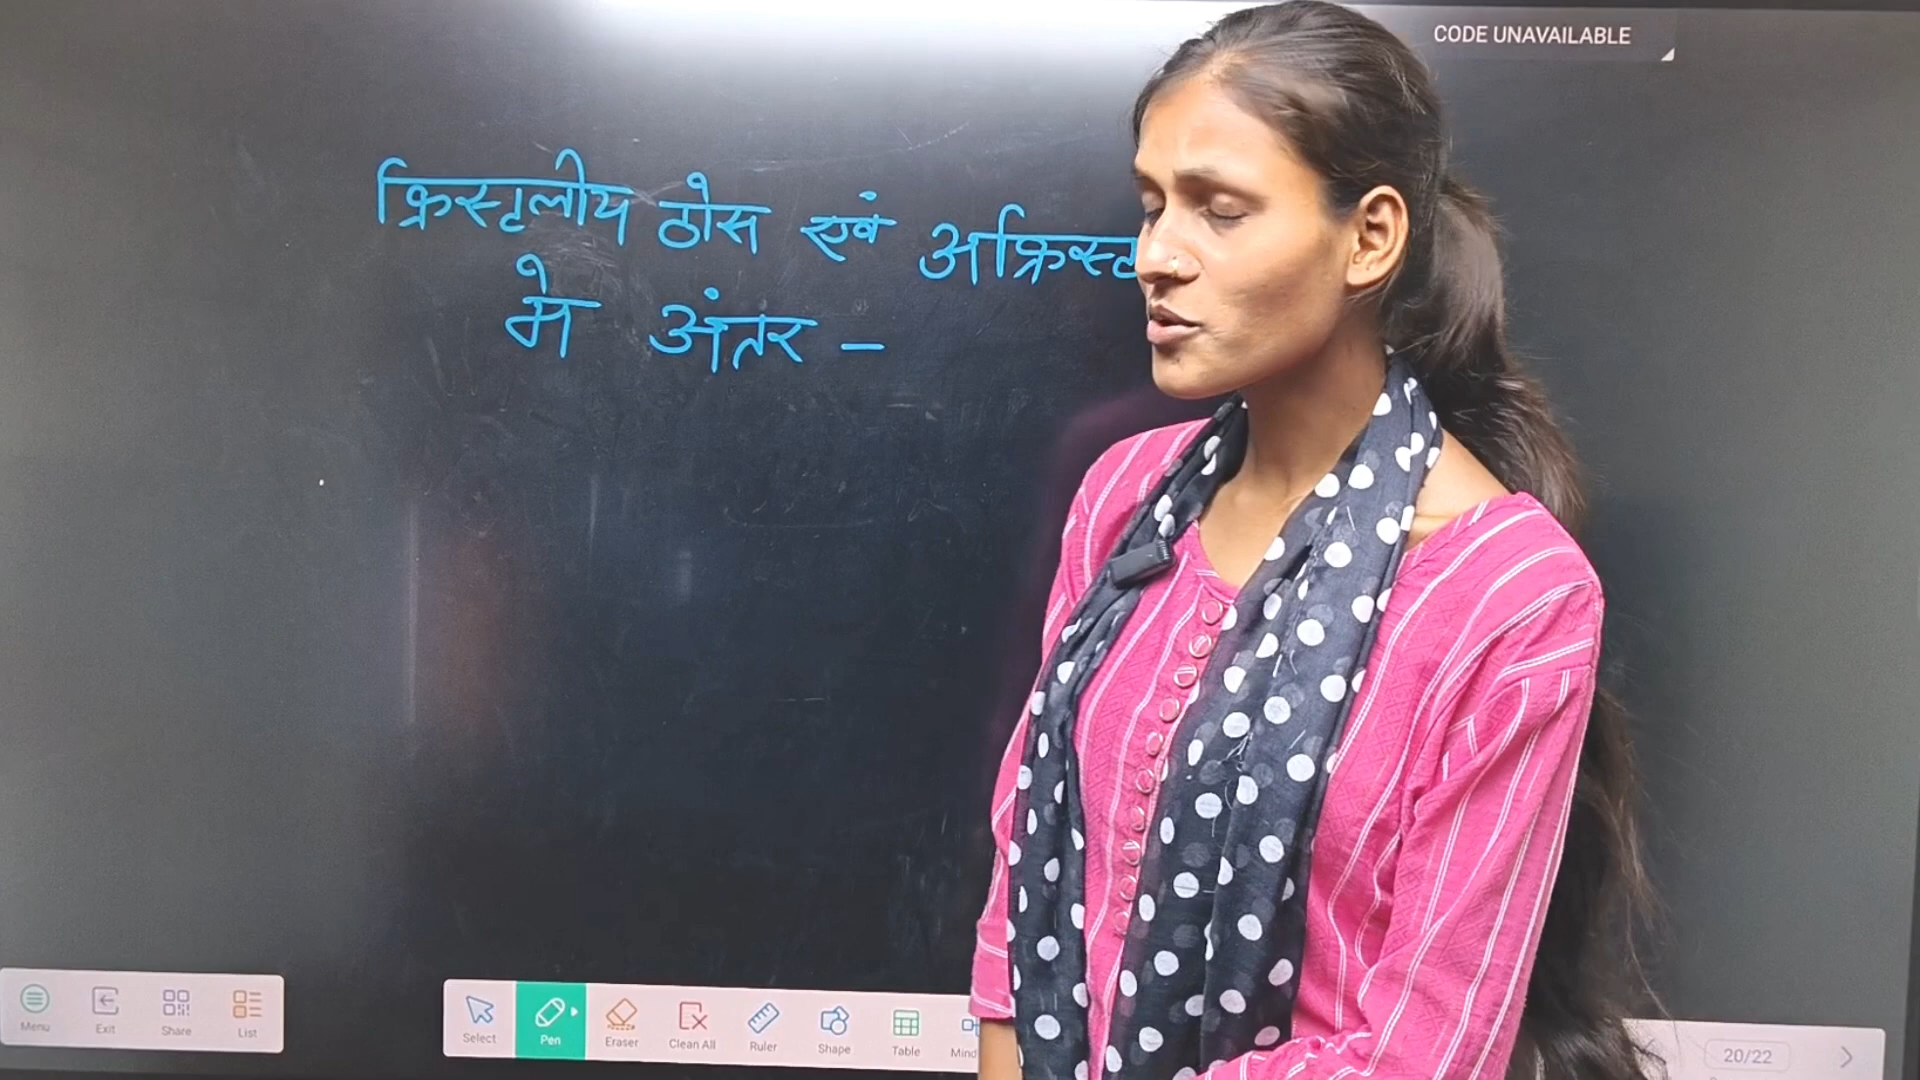 CODE UNAVAILABLE
क्रिस्टलीय ठोस एवं
मे अंतर -
Menu Exit Share List
Select Pen Eraser Clean All Ruler Shape Table
20/22